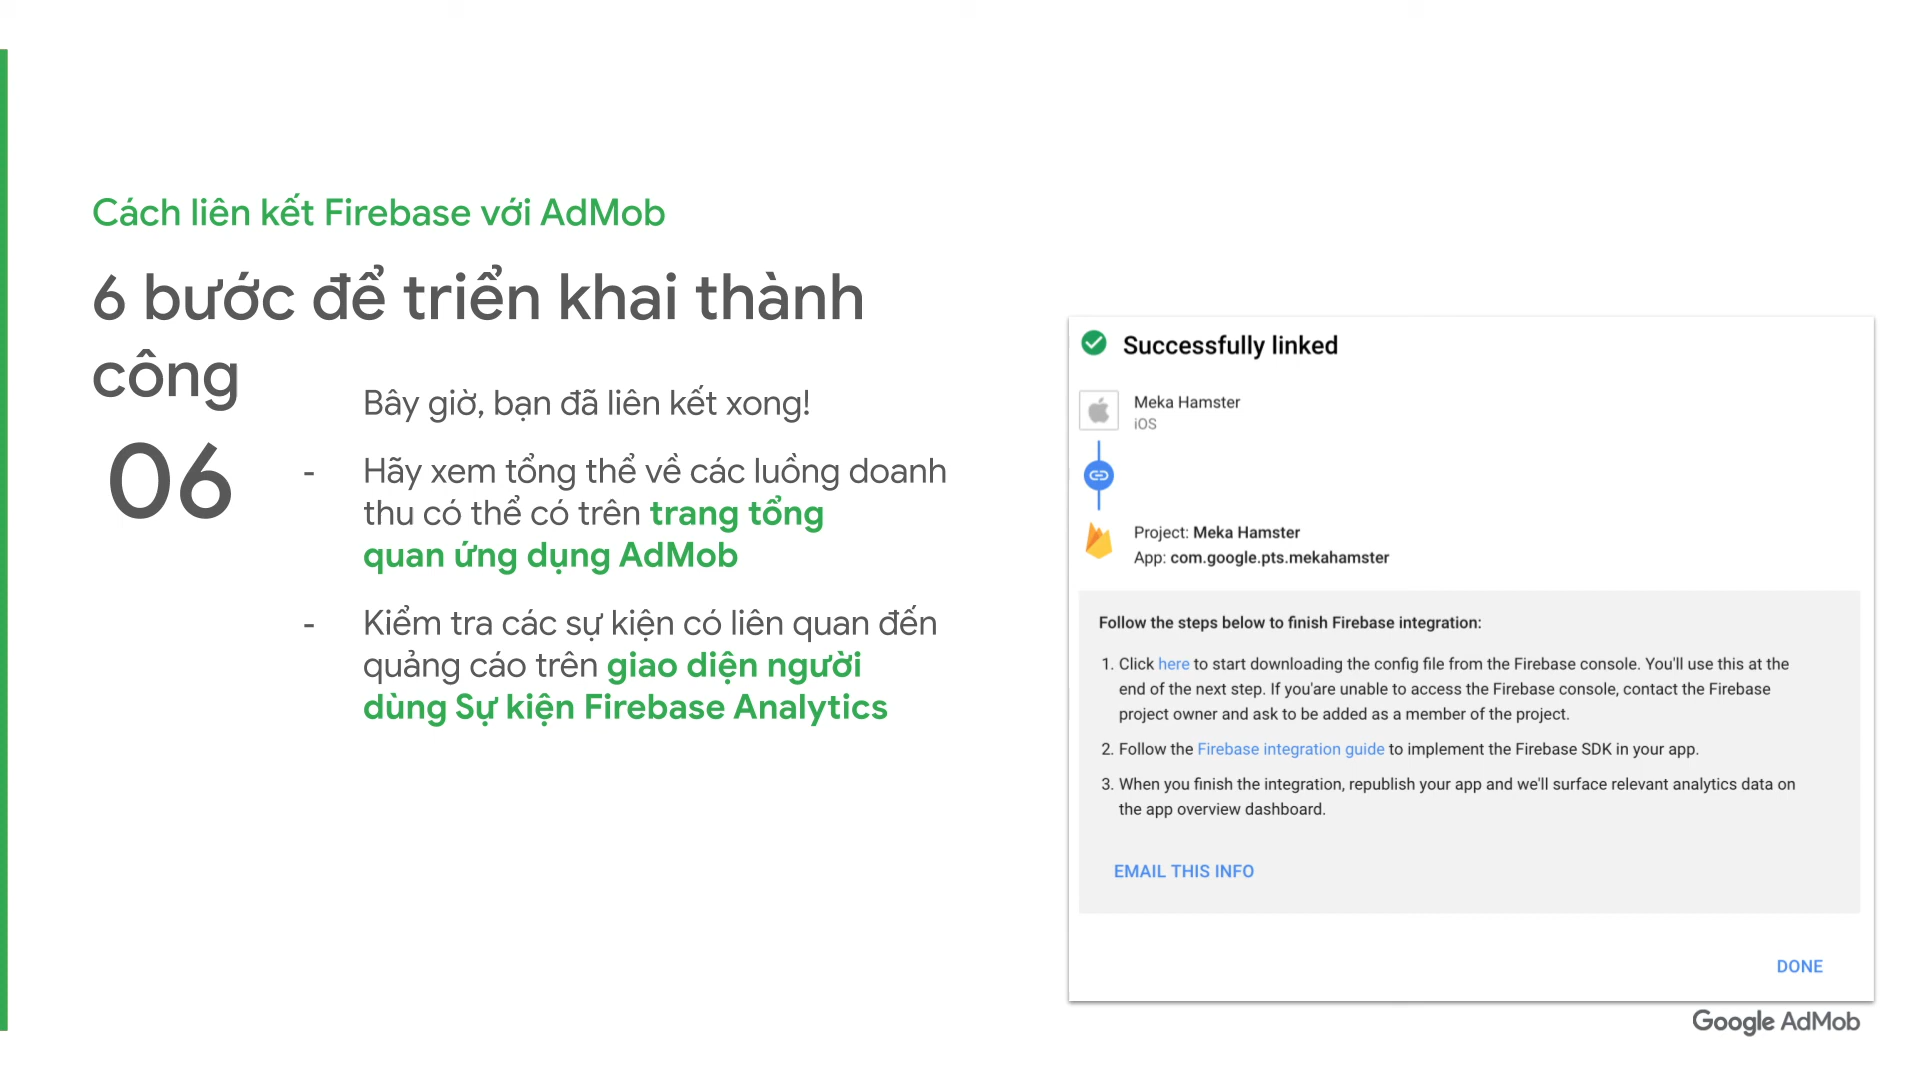 Cách liên kết Firebase với AdMob
6 bước để triển khai thành
công
06
Bây giờ, bạn đã liên kết xong!
- Hãy xem tổng thể về các luồng doanh
thu có thể có trên trang tổng
quan ứng dụng AdMob
- Kiểm tra các sự kiện có liên quan đến
quảng cáo trên giao diện người
dùng Sự kiện Firebase Analytics
Successfully linked
Meka Hamster
iOS
Project: Meka Hamster
App: com.google.pts.mekahamster
Follow the steps below to finish Firebase integration:
1. Click here to start downloading the config file from the Firebase console. You'll use this at the
end of the next step. If you'are unable to access the Firebase console, contact the Firebase
project owner and ask to be added as a member of the project.
2. Follow the Firebase integration guide to implement the Firebase SDK in your app.
3. When you finish the integration, republish your app and we'll surface relevant analytics data on
the app overview dashboard.
EMAIL THIS INFO
DONE
Google AdMob